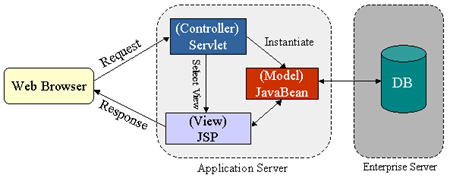 Web Browser
Request
Response
(Controller)
Servlet
Instantiate
Select View
(Model)
JavaBean
(View)
JSP
DB
Application Server
Enterprise Server